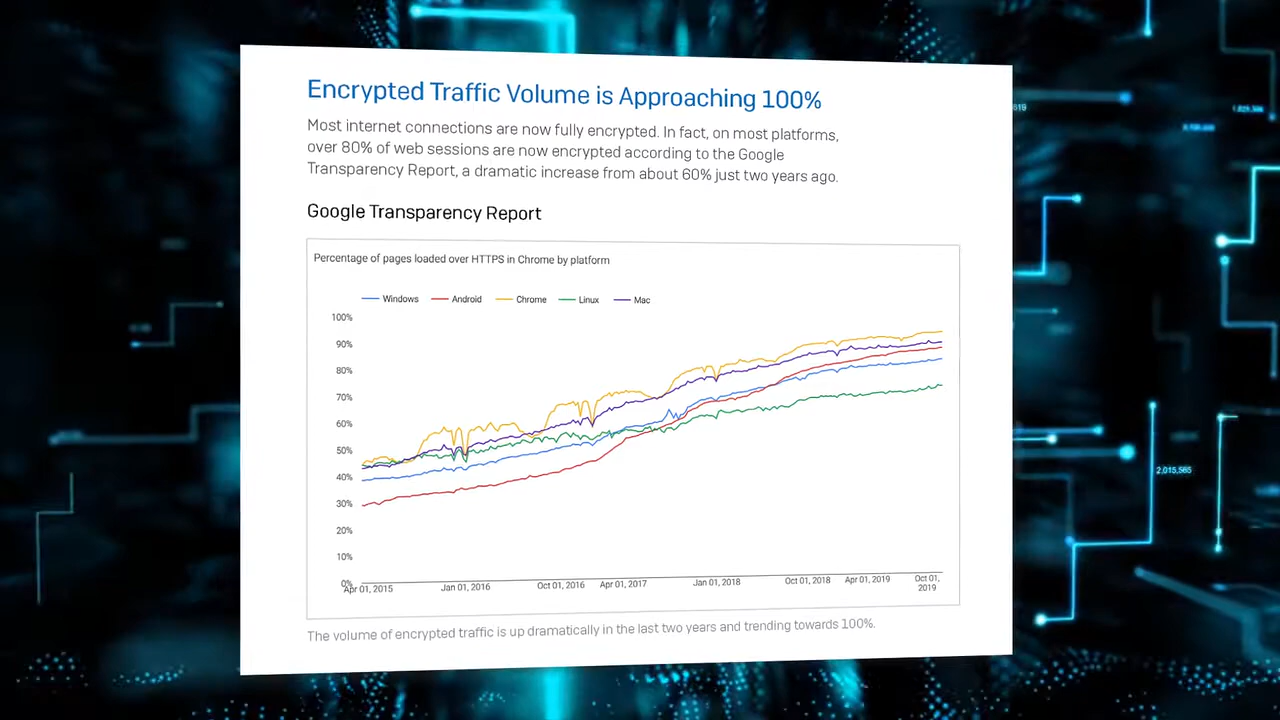 Encrypted Traffic Volume is Approaching 100%
Most internet connections are now fully encrypted. In fact, on most platforms,
over 80% of web sessions are now encrypted according to the Google
Transparency Report, a dramatic increase from about 60% just two years ago.
Google Transparency Report
Percentage of pages loaded over HTTPS in Chrome by platform
Windows Android Chrome Linux Mac
100%
90%
80%
70%
60%
50%
40%
30%
20%
10%
0%
Apr 01, 2015 Jan 01, 2016 Oct 01, 2016 Apr 01, 2017 Jan 01, 2018 Oct 01, 2018 Apr 01, 2019 Oct 01,
2019
The volume of encrypted traffic is up dramatically in the last two years and trending towards 100%.
2,015,565